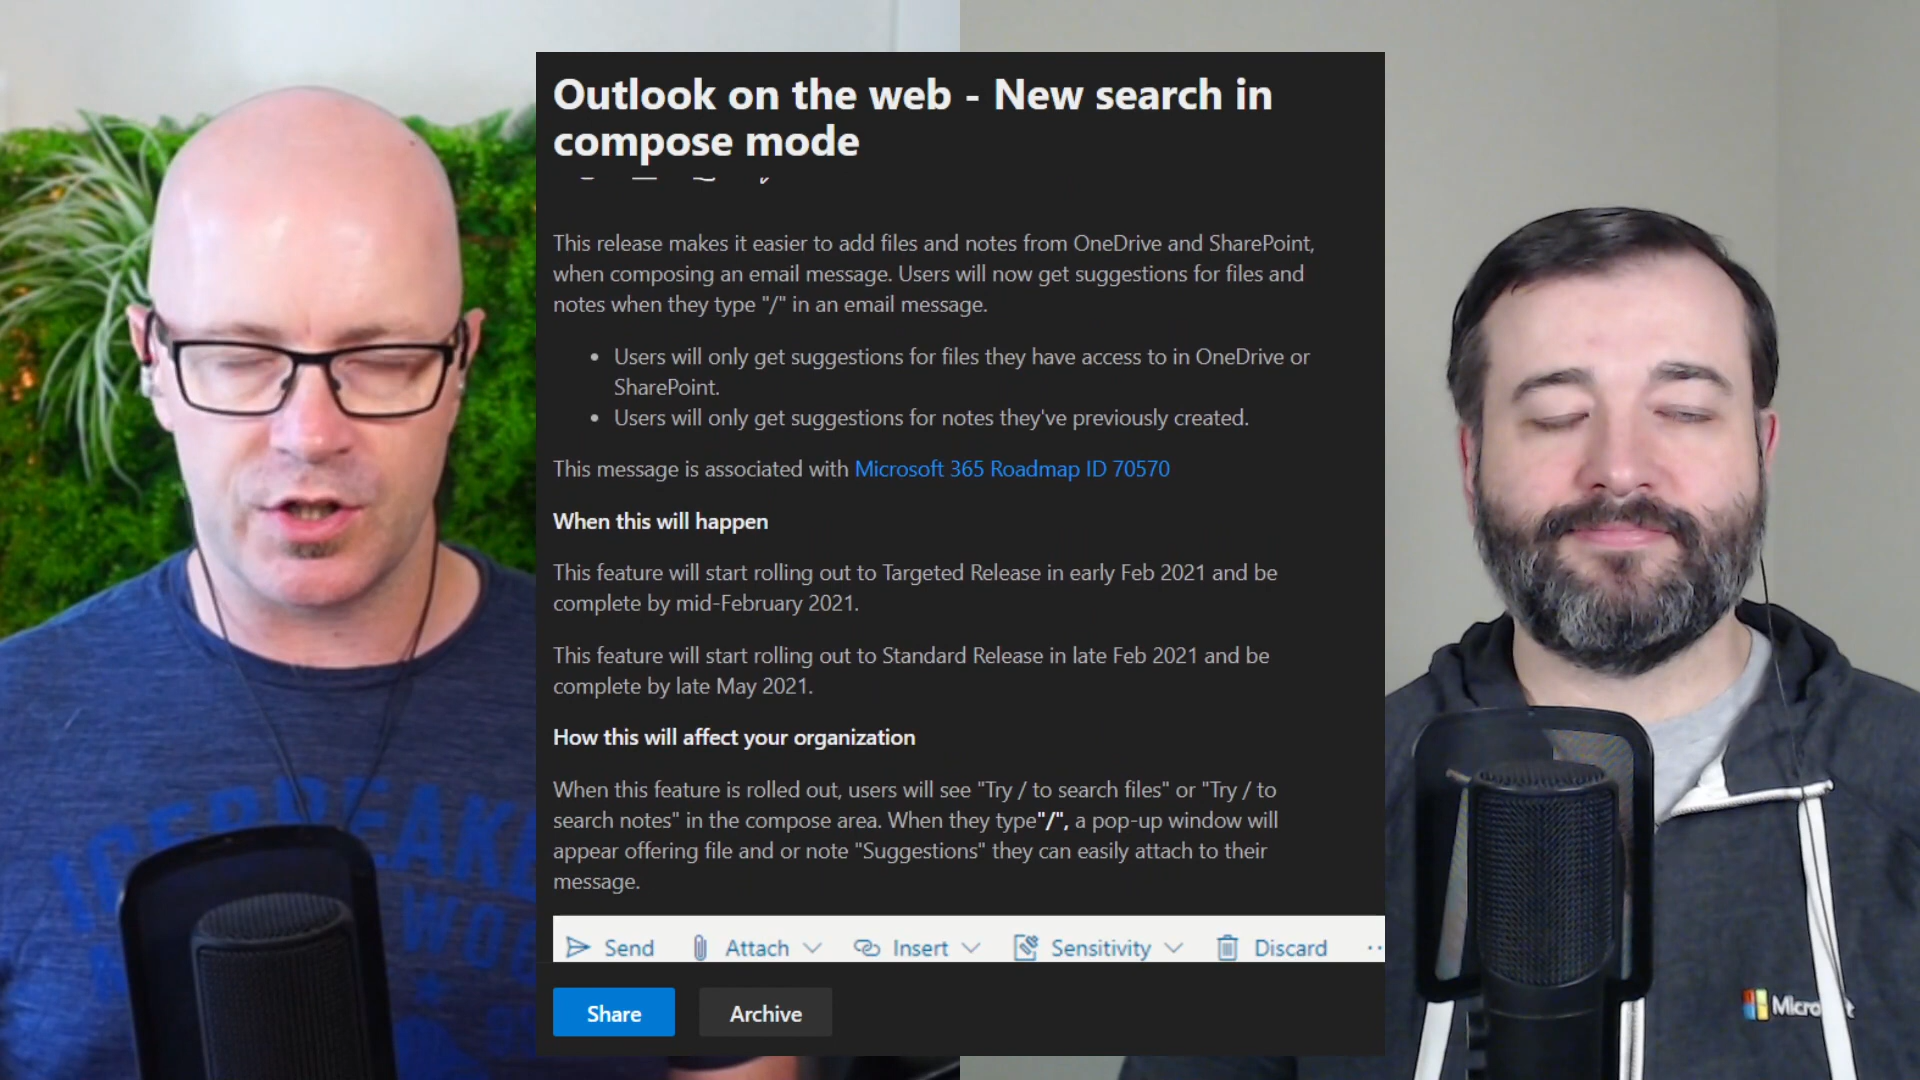 Outlook on the web - New search in
compose mode
This release makes it easier to add files and notes from OneDrive and SharePoint,
when composing an email message. Users will now get suggestions for files and
notes when they type "/" in an email message.
• Users will only get suggestions for files they have access to in OneDrive or
SharePoint.
• Users will only get suggestions for notes they've previously created.
This message is associated with Microsoft 365 Roadmap ID 70570
When this will happen
This feature will start rolling out to Targeted Release in early Feb 2021 and be
complete by mid-February 2021.
This feature will start rolling out to Standard Release in late Feb 2021 and be
complete by late May 2021.
How this will affect your organization
When this feature is rolled out, users will see "Try / to search files" or "Try / to
search notes" in the compose area. When they type"/", a pop-up window will
appear offering file and or note "Suggestions" they can easily attach to their
message.
Send Attach Insert Sensitivity Discard
Share Archive